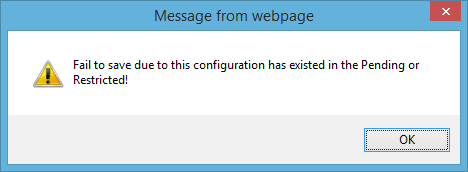 Message from webpage
Fail to save due to this configuration has existed in the Pending or
Restricted!
OK